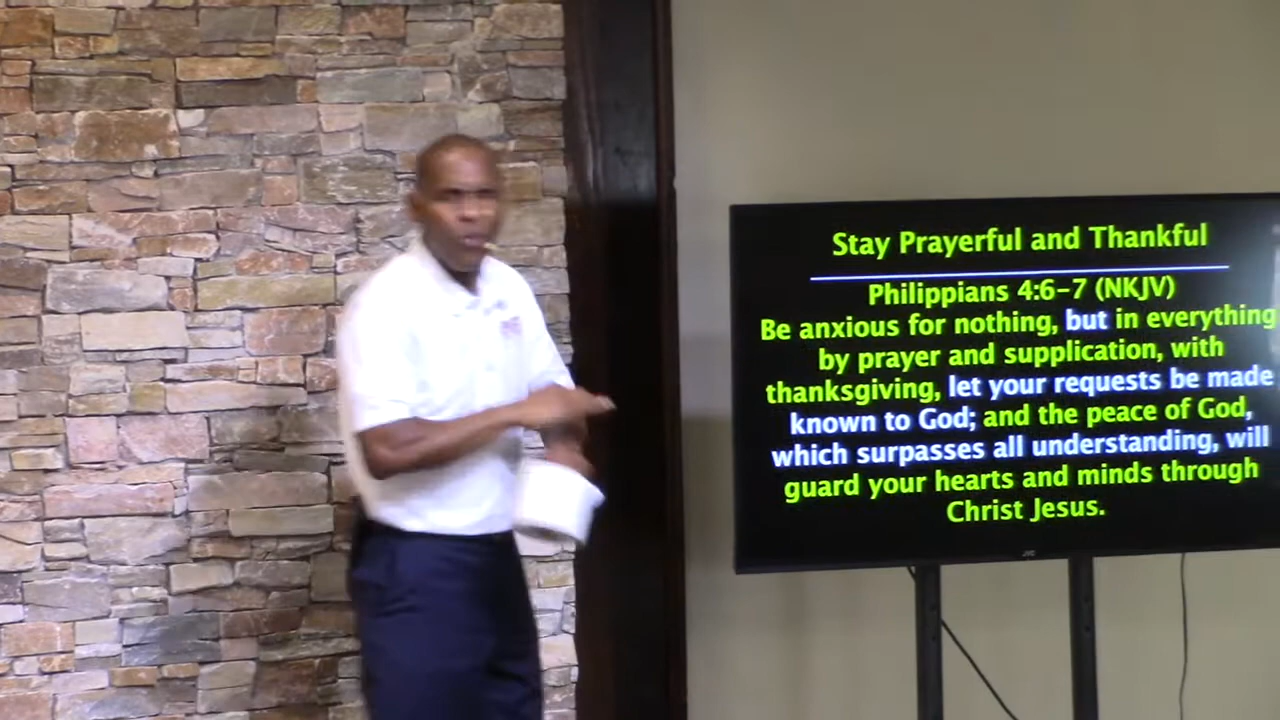 Stay Prayerful and Thankful
Philippians 4:6-7 (NKJV)
Be anxious for nothing, but in everything
by prayer and supplication, with
thanksgiving, let your requests be made
known to God; and the peace of God,
which surpasses all understanding, will
guard your hearts and minds through
Christ Jesus.
JVC